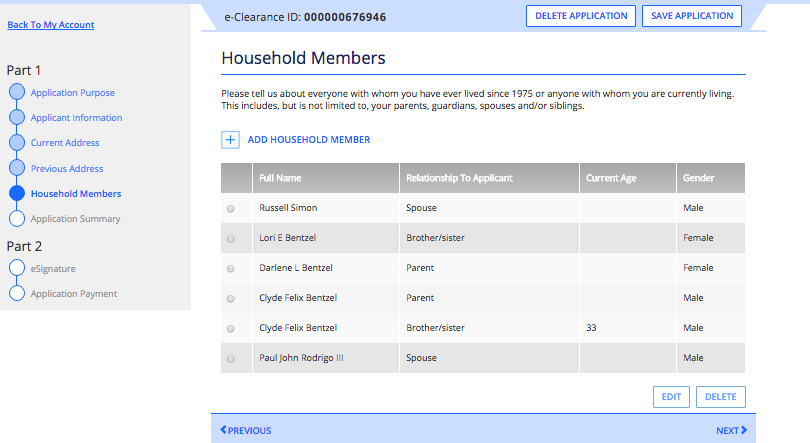 Back To My Account
e-Clearance ID: 000000676946
DELETE APPLICATION
SAVE APPLICATION
Part 1
Application Purpose
Applicant Information
Current Address
Previous Address
Household Members
Application Summary
Part 2
eSignature
Application Payment
Household Members
Please tell us about everyone with whom you have ever lived since 1975 or anyone with whom you are currently living.
This includes, but is not limited to, your parents, guardians, spouses and/or siblings.
ADD HOUSEHOLD MEMBER
Full Name Relationship To Applicant Current Age Gender
Russell Simon Spouse Male
Lori E Bentzel Brother/sister Female
Darlene L Bentzel Parent Female
Clyde Felix Bentzel Parent Male
Clyde Felix Bentzel Brother/sister 33 Male
Paul John Rodrigo III Spouse Male
EDIT
DELETE
PREVIOUS
NEXT